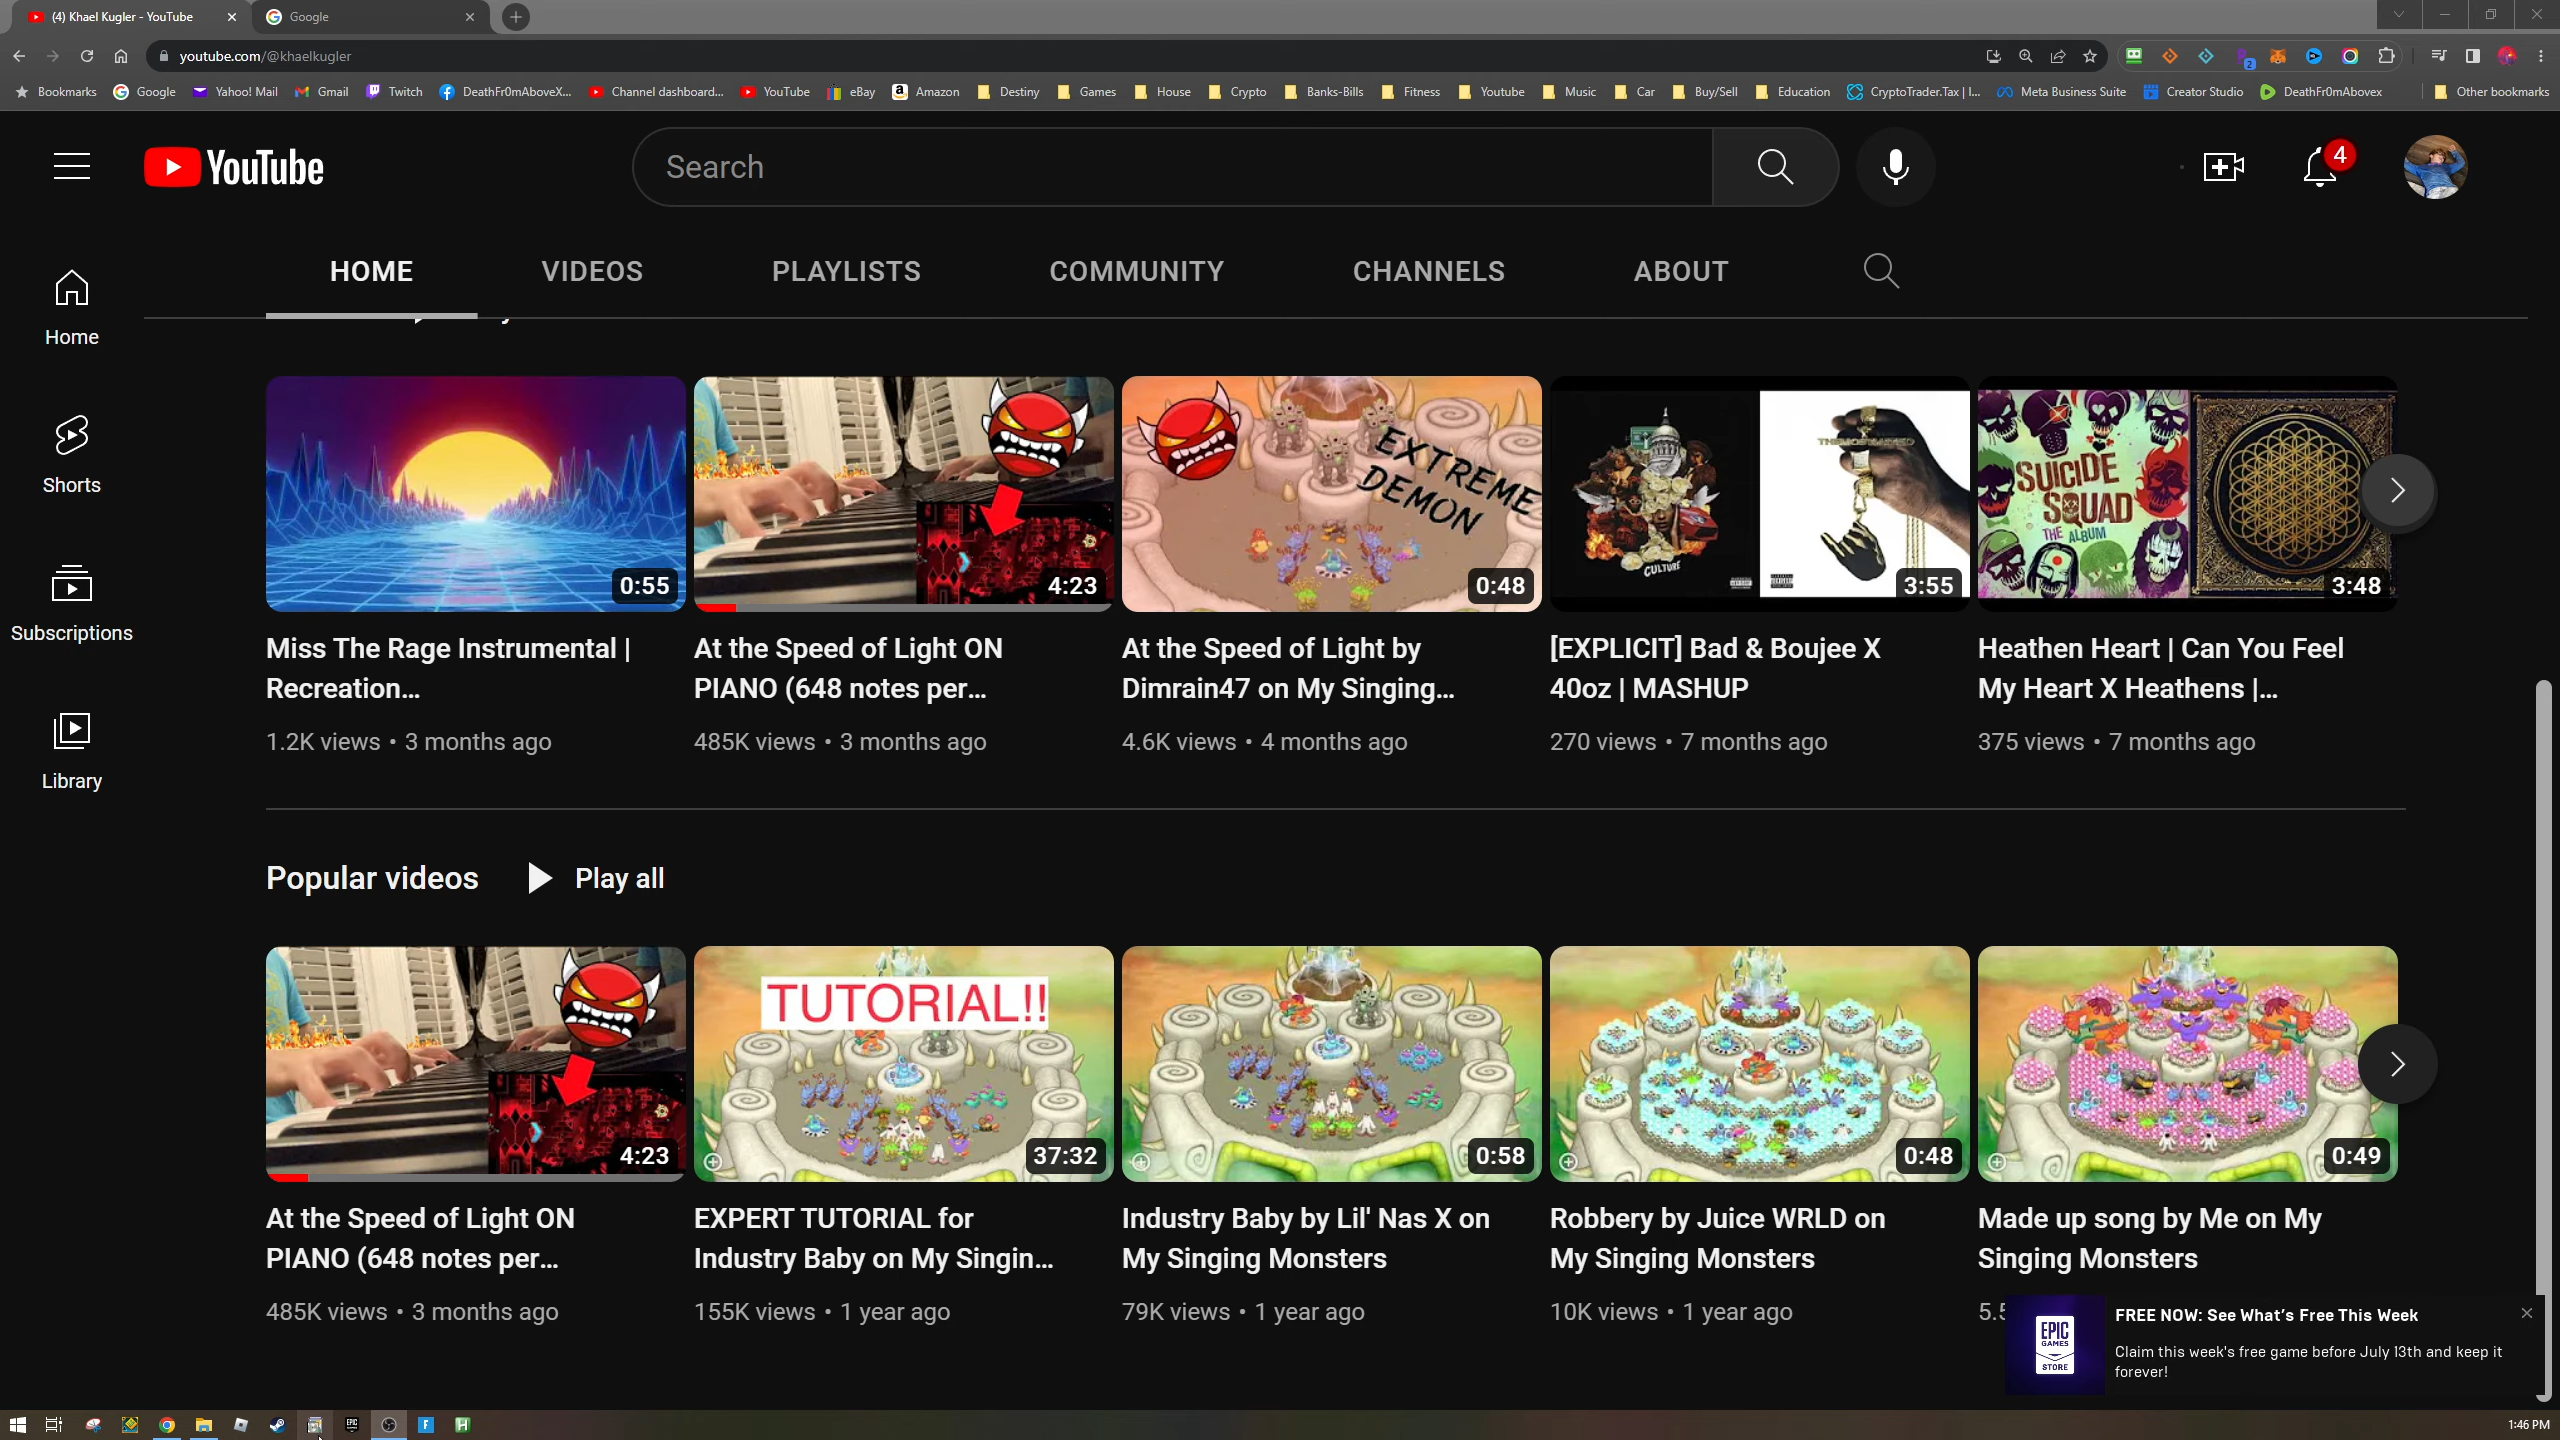 (4) Khael Kugler - YouTube
Google
youtube.com/@khaelkugler
Bookmarks
Google
Yahoo! Mail
Gmail
Twitch
DeathFr0mAboveX...
Channel dashboard...
YouTube
eBay
Amazon
Destiny
Games
House
Crypto
Banks-Bills
Fitness
Youtube
Music
Car
Buy/Sell
Education
CryptoTrader.Tax | I...
Meta Business Suite
Creator Studio
DeathFr0mAbovex
Other bookmarks
2
YouTube
Search
4
HOME
VIDEOS
PLAYLISTS
COMMUNITY
CHANNELS
ABOUT
Home
Shorts
Subscriptions
Library
0:55
4:23
EXTREME
DEMON
0:48
CULTURE
3:55
SUICIDE
SQUAD
THE ALBUM
3:48
Miss The Rage Instrumental |
Recreation...
1.2K views • 3 months ago
At the Speed of Light ON
PIANO (648 notes per...
485K views • 3 months ago
At the Speed of Light by
Dimrain47 on My Singing...
4.6K views • 4 months ago
[EXPLICIT] Bad & Boujee X
40oz | MASHUP
270 views • 7 months ago
Heathen Heart | Can You Feel
My Heart X Heathens |...
375 views • 7 months ago
Popular videos
Play all
4:23
TUTORIAL!!
37:32
0:58
0:48
0:49
At the Speed of Light ON
PIANO (648 notes per...
485K views • 3 months ago
EXPERT TUTORIAL for
Industry Baby on My Singin...
155K views • 1 year ago
Industry Baby by Lil' Nas X on
My Singing Monsters
79K views • 1 year ago
Robbery by Juice WRLD on
My Singing Monsters
10K views • 1 year ago
Made up song by Me on My
Singing Monsters
EPIC
GAMES
STORE
FREE NOW: See What's Free This Week
Claim this week's free game before July 13th and keep it
forever!
1:46 PM